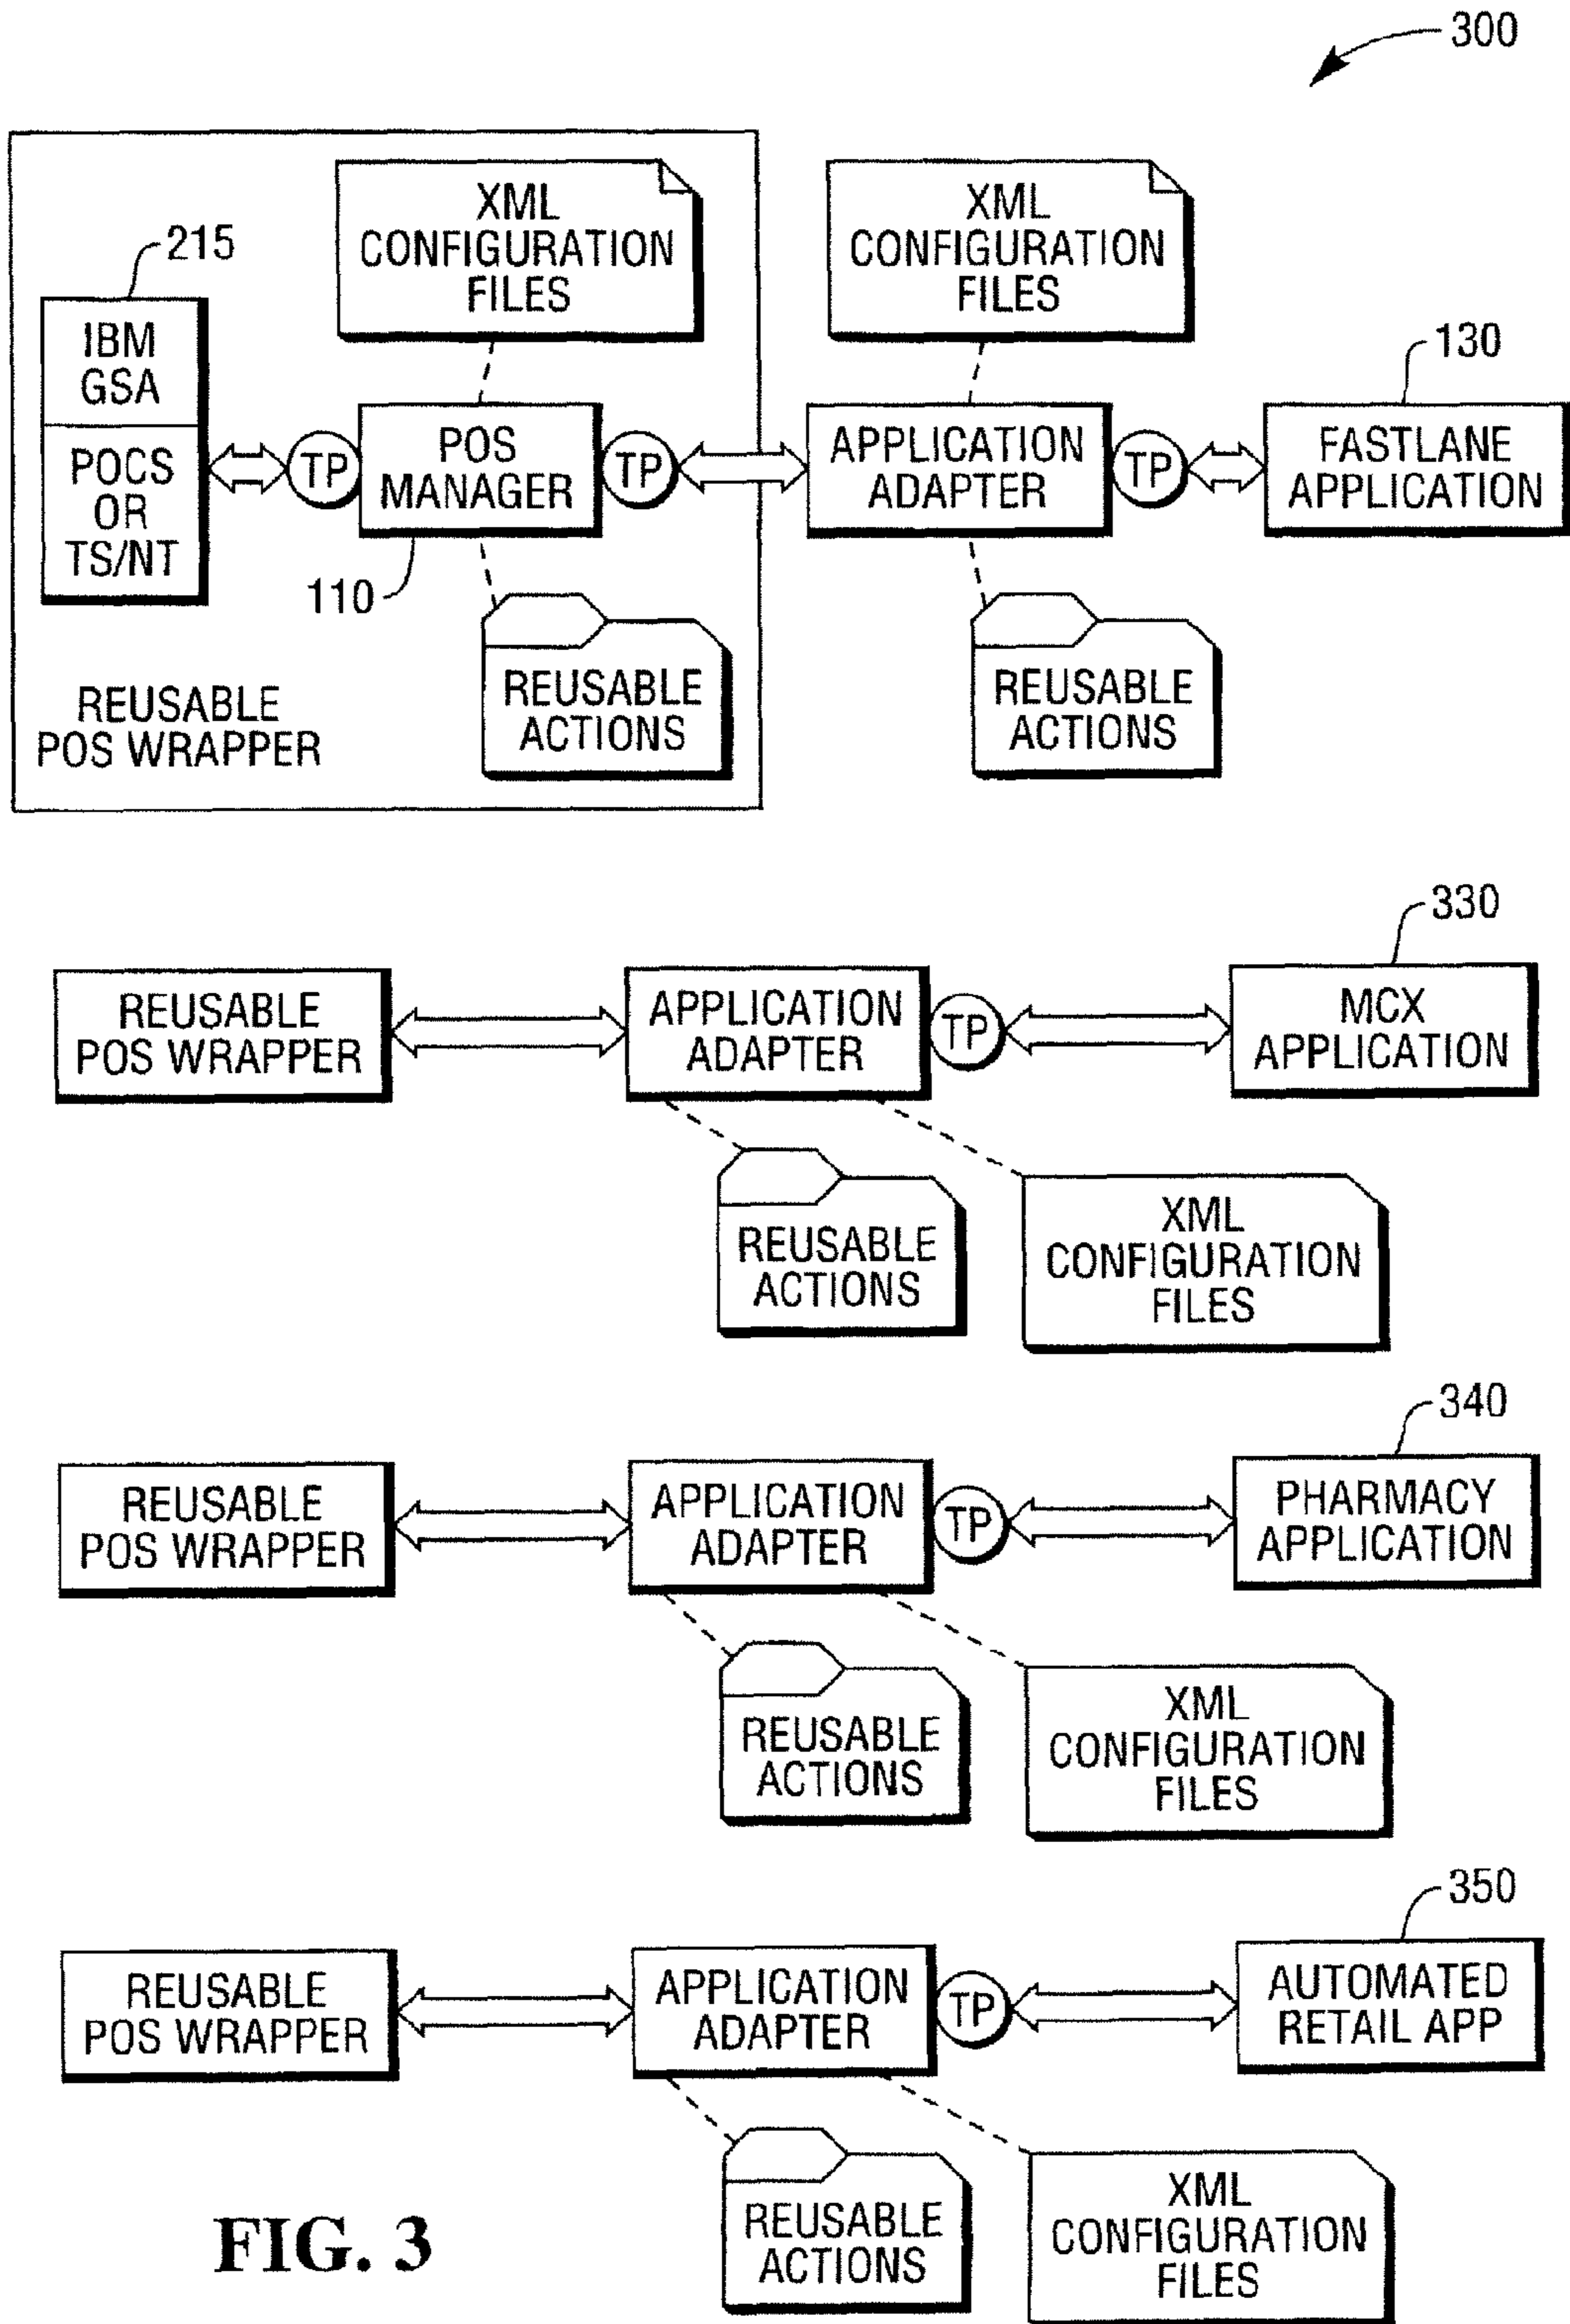 300
XML
CONFIGURATION
FILES
XML
CONFIGURATION
FILES
215
IBM
GSA
POCS
OR
TS/NT
TP
POS
MANAGER
TP
APPLICATION
ADAPTER
TP
130
FASTLANE
APPLICATION
110
REUSABLE
ACTIONS
REUSABLE
ACTIONS
REUSABLE
POS WRAPPER
330
REUSABLE
POS WRAPPER
APPLICATION
ADAPTER
TP
MCX
APPLICATION
REUSABLE
ACTIONS
XML
CONFIGURATION
FILES
340
REUSABLE
POS WRAPPER
APPLICATION
ADAPTER
TP
PHARMACY
APPLICATION
REUSABLE
ACTIONS
XML
CONFIGURATION
FILES
350
REUSABLE
POS WRAPPER
APPLICATION
ADAPTER
TP
AUTOMATED
RETAIL APP
REUSABLE
ACTIONS
XML
CONFIGURATION
FILES
FIG. 3